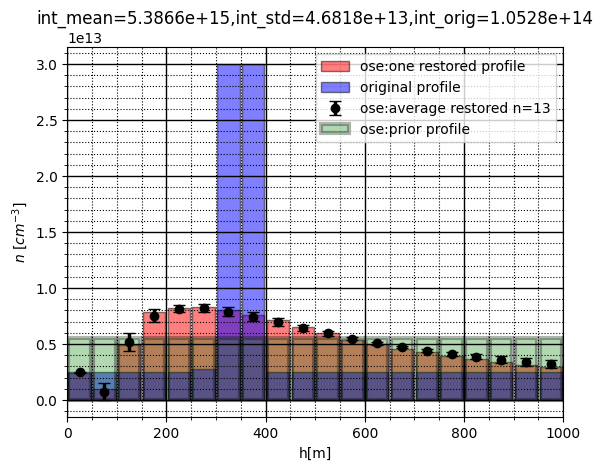 int_mean=5.3866e+15,int_std=4.6818e+13,int_orig=1.0528e+14
1e13
ose:one restored profile
original profile
ose:average restored n=13
ose:prior profile
3.0
2.5
2.0
1.5
1.0
0.5
0.0
n [cm⁻³]
0 200 400 600 800 1000
h[m]